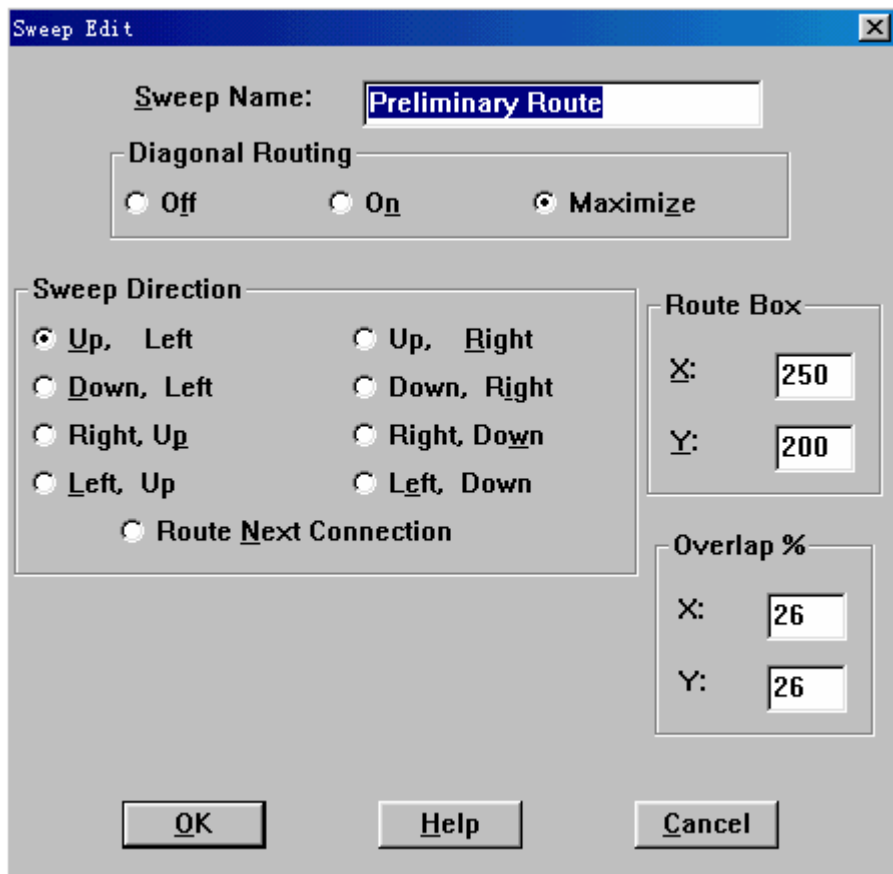 Sweep Edit
Sweep Name: Preliminary Route
Diagonal Routing
Off On Maximize
Sweep Direction
Up, Left Up, Right
Down, Left Down, Right
Right, Up Right, Down
Left, Up Left, Down
Route Next Connection
Route Box
X: 250
Y: 200
Overlap %
X: 26
Y: 26
OK Help Cancel